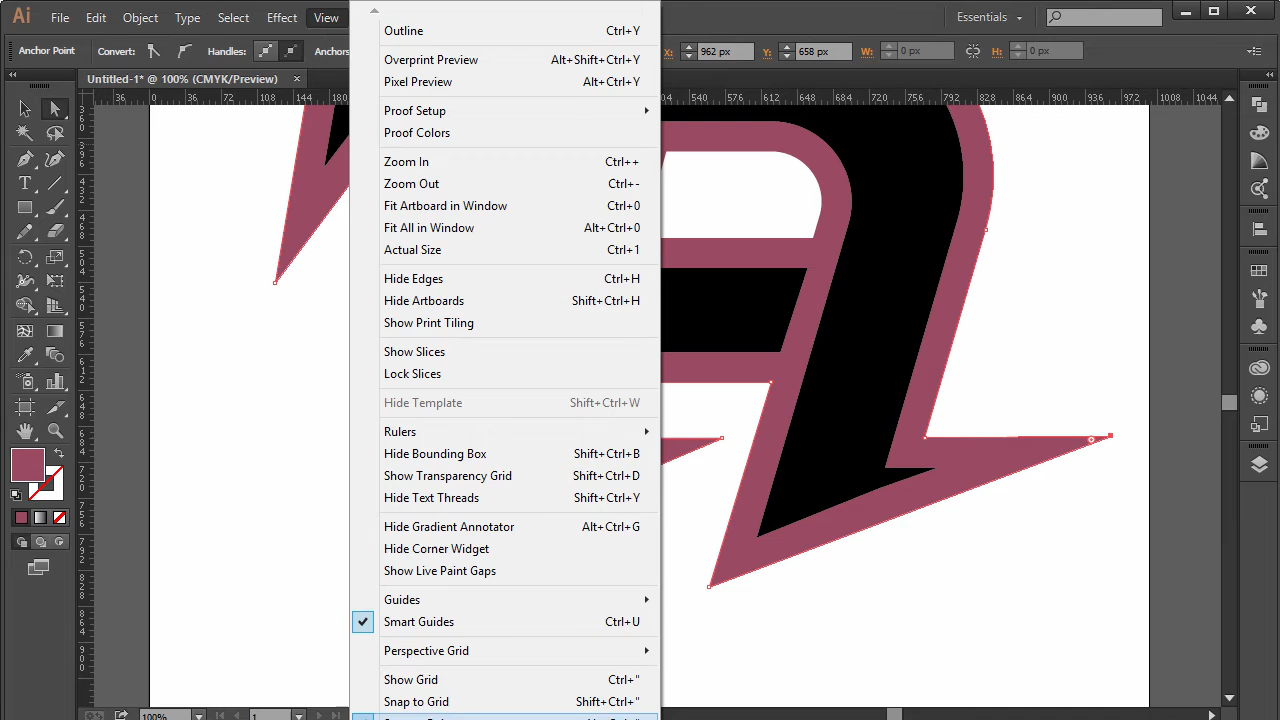 Ai File Edit Object Type Select Effect View Essentials
Anchor Point Convert: Handles: Anchors X: 962 px Y: 658 px W: 0 px H: 0 px
Untitled-1* @ 100% (CMYK/Preview)
36 0 36 72 108 144 180 504 540 576 612 648 684 720 756 792 828 864 900 936 972 1008 1044
Outline Ctrl+Y
Overprint Preview Alt+Shift+Ctrl+Y
Pixel Preview Alt+Ctrl+Y
Proof Setup
Proof Colors
Zoom In Ctrl++
Zoom Out Ctrl+-
Fit Artboard in Window Ctrl+0
Fit All in Window Alt+Ctrl+0
Actual Size Ctrl+1
Hide Edges Ctrl+H
Hide Artboards Shift+Ctrl+H
Show Print Tiling
Show Slices
Lock Slices
Hide Template Shift+Ctrl+W
Rulers
Hide Bounding Box Shift+Ctrl+B
Show Transparency Grid Shift+Ctrl+D
Hide Text Threads Shift+Ctrl+Y
Hide Gradient Annotator Alt+Ctrl+G
Hide Corner Widget
Show Live Paint Gaps
Guides
Smart Guides Ctrl+U
Perspective Grid
Show Grid Ctrl+"
Snap to Grid Shift+Ctrl+"
100% 1